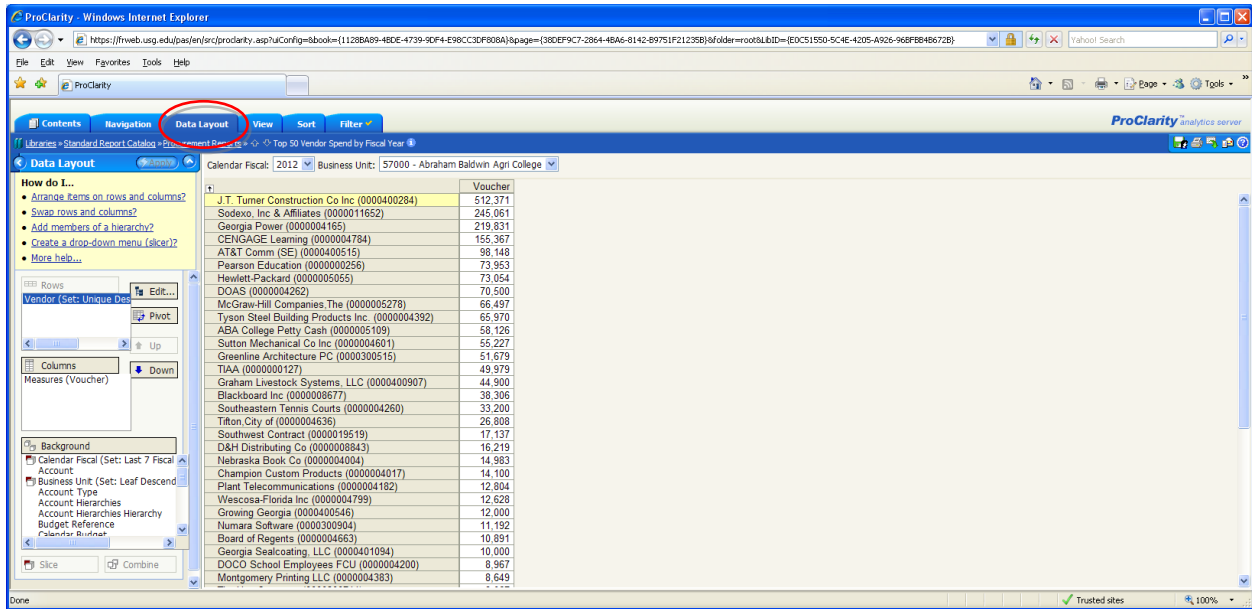 ProClarity - Windows Internet Explorer
https://frweb.usg.edu/pas/en/src/proclarity.asp?uiConfig=&book={1128BA89-4BDE-4739-9DF4-E98CC3DF808A}&page={38DEF9C7-2864-4BA6-8142-B9751F21235B}&folder=root&LibID={E0C51550-5C4E-4205-A926-96BFBB4B672B}
Yahoo! Search
File Edit View Favorites Tools Help
ProClarity
Page Tools
Contents Navigation Data Layout View Sort Filter
ProClarity analytics server
Libraries » Standard Report Catalog » Procurement Reports » Top 50 Vendor Spend by Fiscal Year
Data Layout
Calendar Fiscal: 2012 Business Unit: 57000 - Abraham Baldwin Agri College
How do I...
Arrange items on rows and columns?
Swap rows and columns?
Add members of a hierarchy?
Create a drop-down menu (slicer)?
More help...
Rows
Vendor (Set: Unique Des
Edit...
Pivot
Up
Down
Columns
Measures (Voucher)
Background
Calendar Fiscal (Set: Last 7 Fiscal
Account
Business Unit (Set: Leaf Descend
Account Type
Account Hierarchies
Account Hierarchies Hierarchy
Budget Reference
Calendar Budget
Slice Combine
Voucher
J.T. Turner Construction Co Inc (0000400284) 512,371
Sodexo, Inc & Affiliates (0000011652) 245,061
Georgia Power (0000004165) 219,831
CENGAGE Learning (0000004784) 155,367
AT&T Comm (SE) (0000400515) 98,148
Pearson Education (0000000256) 73,953
Hewlett-Packard (0000005055) 73,054
DOAS (0000004262) 70,500
McGraw-Hill Companies,The (0000005278) 66,497
Tyson Steel Building Products Inc. (0000004392) 65,970
ABA College Petty Cash (0000005109) 58,126
Sutton Mechanical Co Inc (0000004601) 55,227
Greenline Architecture PC (0000300515) 51,679
TIAA (0000000127) 49,979
Graham Livestock Systems, LLC (0000400907) 44,900
Blackboard Inc (0000008677) 38,306
Southeastern Tennis Courts (0000004260) 33,200
Tifton,City of (0000004636) 26,808
Southwest Contract (0000019519) 17,137
D&H Distributing Co (0000008843) 16,219
Nebraska Book Co (0000004004) 14,983
Champion Custom Products (0000004017) 14,100
Plant Telecommunications (0000004182) 12,804
Wescosa-Florida Inc (0000004799) 12,628
Growing Georgia (0000400546) 12,000
Numara Software (0000300904) 11,192
Board of Regents (0000004663) 10,891
Georgia Sealcoating, LLC (0000401094) 10,000
DOCO School Employees FCU (0000004200) 8,967
Montgomery Printing LLC (0000004383) 8,649
Done Trusted sites 100%